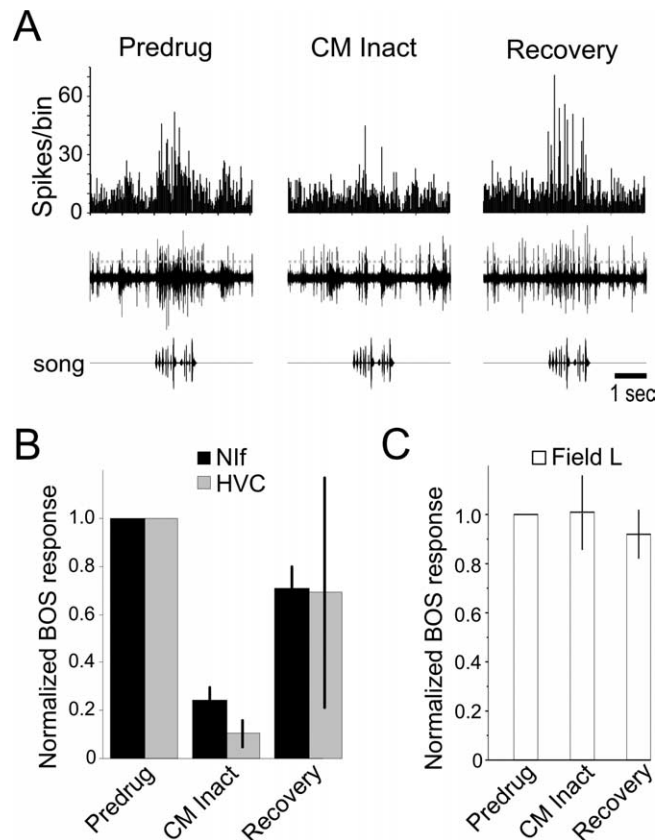 A
Predrug
CM Inact
Recovery
Spikes/bin
60
30
0
song
1 sec
B
NIf
HVC
Normalized BOS response
1.0
0.8
0.6
0.4
0.2
0
Predrug
CM Inact
Recovery
C
Field L
Normalized BOS response
1.0
0.8
0.6
0.4
0.2
0
Predrug
CM Inact
Recovery